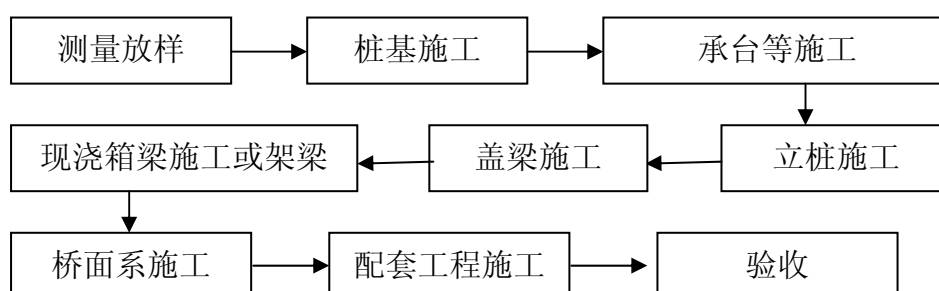 测量放样
桩基施工
承台等施工
立桩施工
盖梁施工
现浇箱梁施工或架梁
桥面系施工
配套工程施工
验收